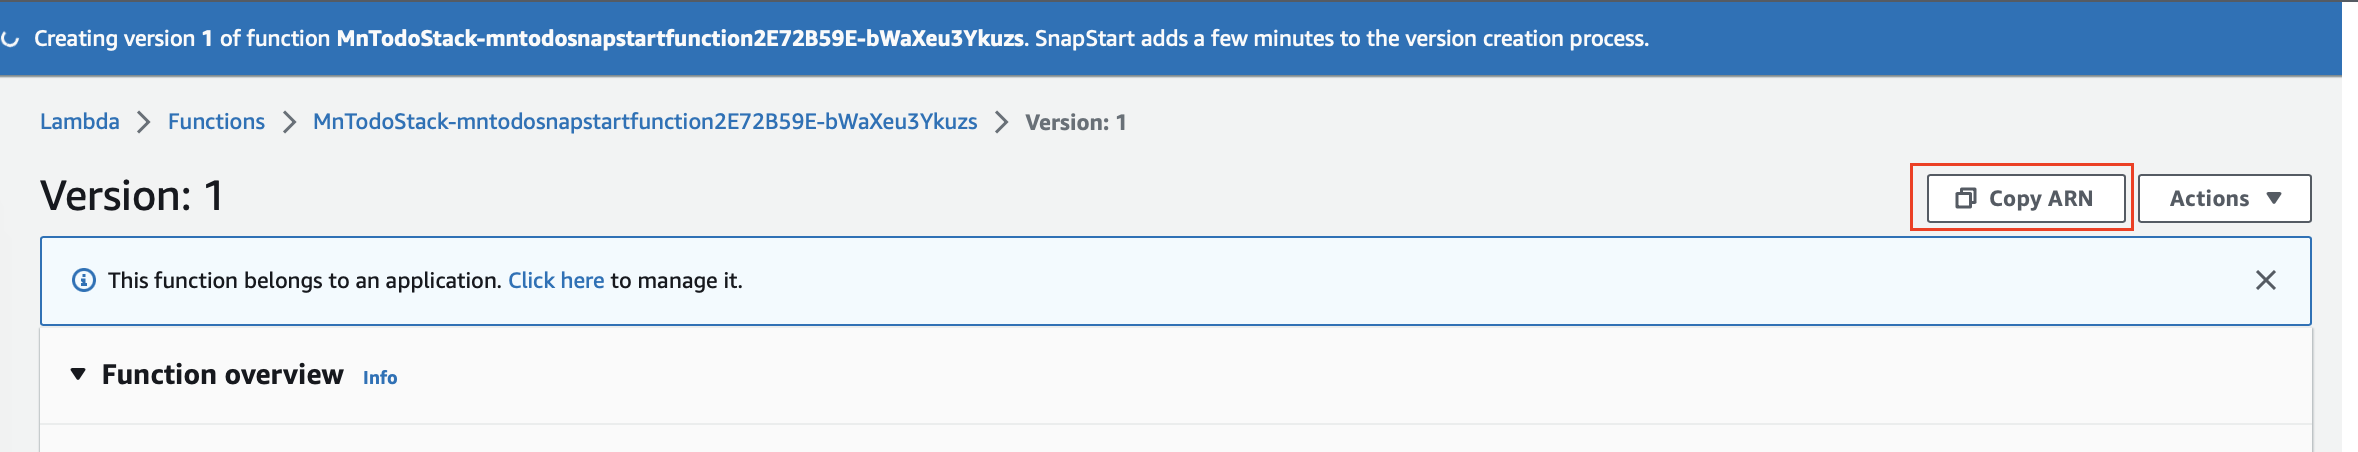 Creating version 1 of function MnTodoStack-mntodosnapstartfunction2E72B59E-bWaXeu3Ykuzs. SnapStart adds a few minutes to the version creation process.
Lambda > Functions > MnTodoStack-mntodosnapstartfunction2E72B59E-bWaXeu3Ykuzs > Version: 1
Version: 1
Copy ARN
Actions
This function belongs to an application. Click here to manage it.
Function overview Info